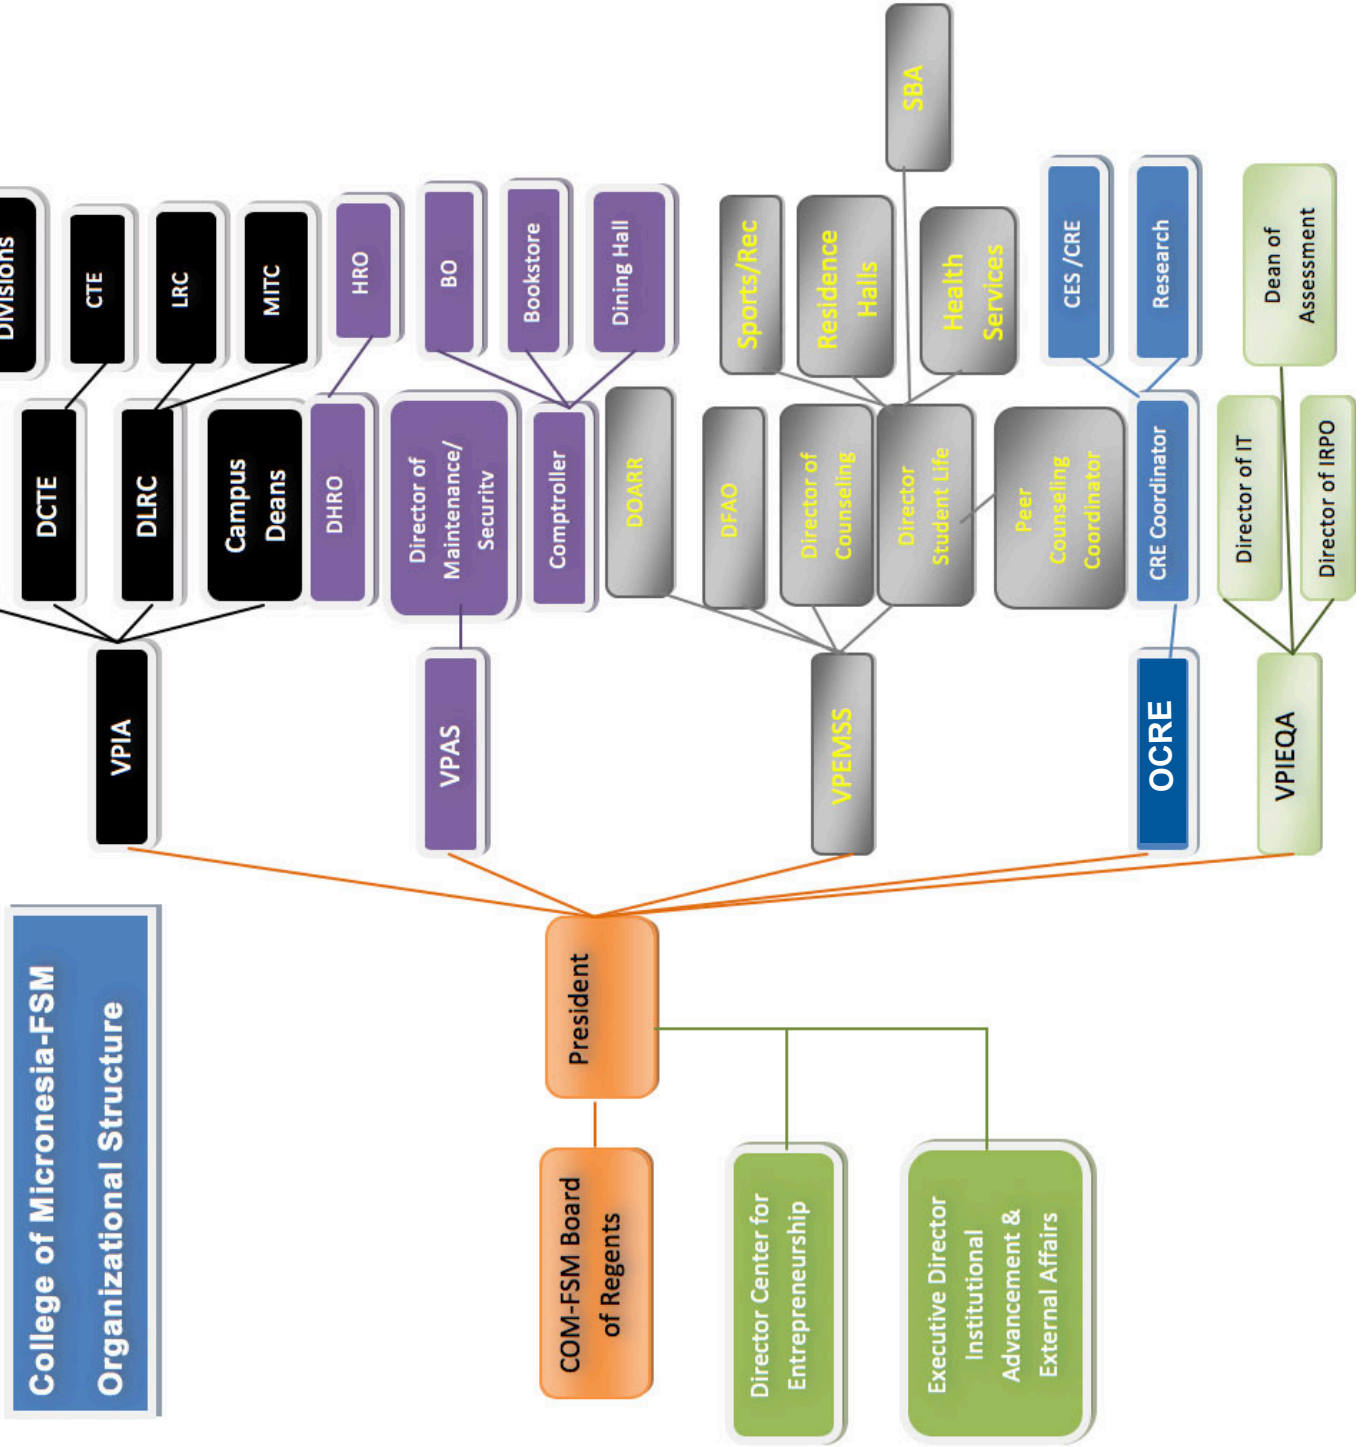 College of Micronesia-FSM
Organizational Structure
COM-FSM Board
of Regents
President
Director Center for
Entrepreneurship
Executive Director
Institutional
Advancement &
External Affairs
VPIA
VPAS
VPEMSS
OCRE
VPIEQA
DCTE
DLRC
Campus
Deans
DHRO
Director of
Maintenance/
Security
Comptroller
DOARR
DFAO
Director of
Counseling
Director
Student Life
Peer
Counseling
Coordinator
CRE Coordinator
Director of IT
Director of IRPO
Divisions
CTE
LRC
MITC
HRO
BO
Bookstore
Dining Hall
Sports/Rec
Residence
Halls
Health
Services
SBA
CES /CRE
Research
Dean of
Assessment